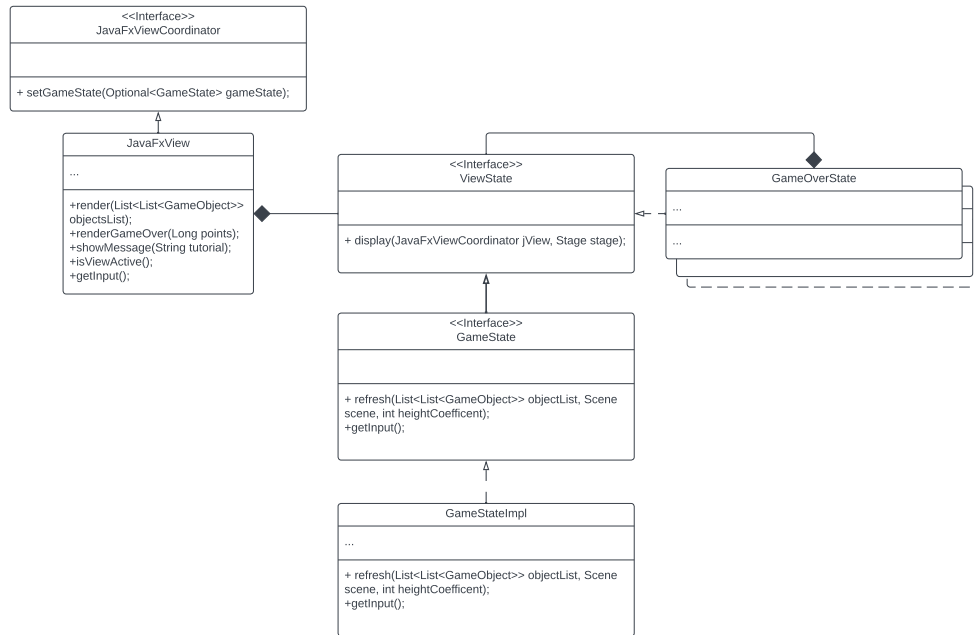 <<Interface>>
JavaFxViewCoordinator
+ setGameState(Optional<GameState> gameState);
JavaFxView
...
+render(List<List<GameObject>>
objectsList);
+renderGameOver(Long points);
+showMessage(String tutorial);
+isViewActive();
+getInput();
<<Interface>>
ViewState
+ display(JavaFxViewCoordinator jView, Stage stage);
GameOverState
...
...
<<Interface>>
GameState
+ refresh(List<List<GameObject>> objectList, Scene
scene, int heightCoefficent);
+getInput();
GameStateImpl
...
+ refresh(List<List<GameObject>> objectList, Scene
scene, int heightCoefficent);
+getInput();